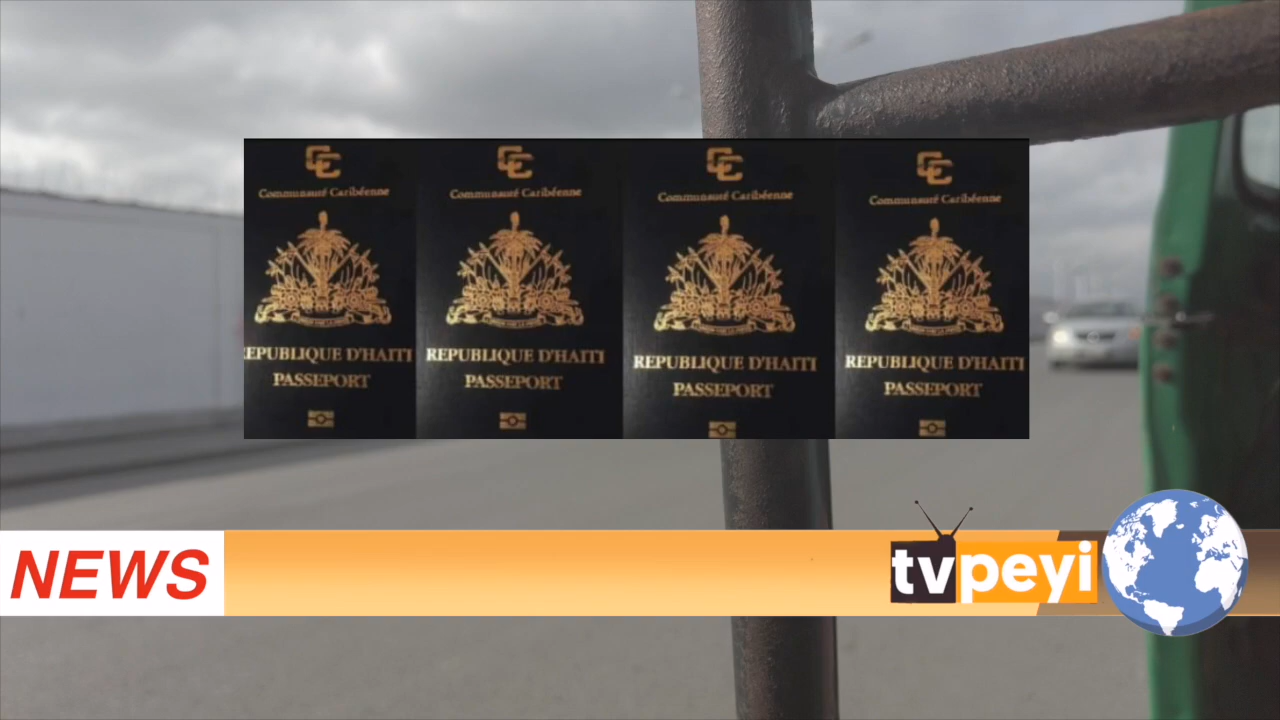 CC
Communauté Caribéenne
REPUBLIQUE D'HAITI
PASSEPORT
CC
Communauté Caribéenne
REPUBLIQUE D'HAITI
PASSEPORT
CC
Communauté Caribéenne
REPUBLIQUE D'HAITI
PASSEPORT
CC
Communauté Caribéenne
REPUBLIQUE D'HAITI
PASSEPORT
NEWS
tvpeyi